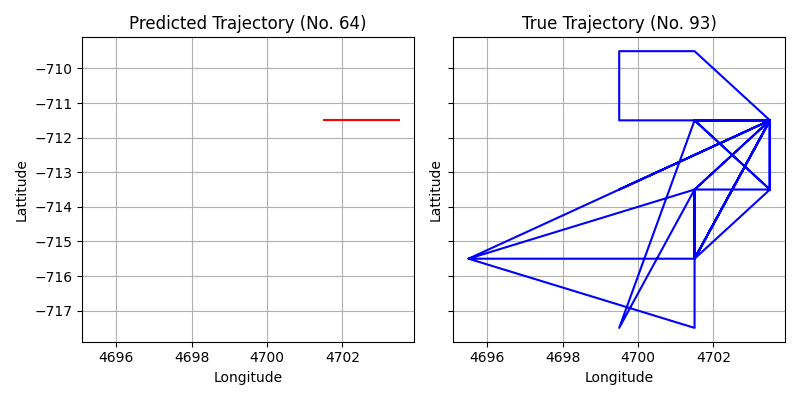 Predicted Trajectory (No. 64)
−710
−711
−712
−713
−714
−715
−716
−717
Lattitude
4696 4698 4700 4702
Longitude
True Trajectory (No. 93)
Lattitude
4696 4698 4700 4702
Longitude